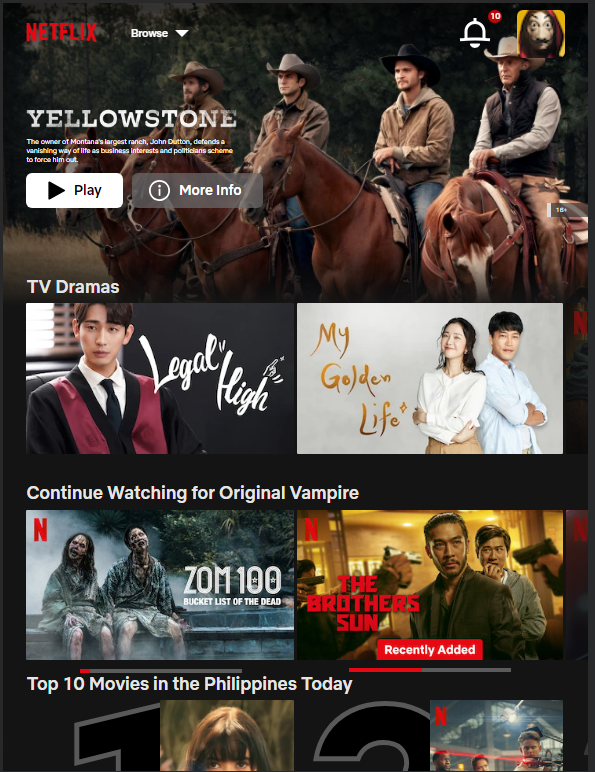 NETFLIX
Browse
10
YELLOWSTONE
The owner of Montana's largest ranch, John Dutton, defends a
vanishing way of life as business interests and politicians scheme
to force him out.
Play
More Info
16+
TV Dramas
Legal
High
My
Golden
Life
Continue Watching for Original Vampire
N
ZOM 100
BUCKET LIST OF THE DEAD
N
THE
BROTHERS
SUN
Recently Added
Top 10 Movies in the Philippines Today
1
2
N